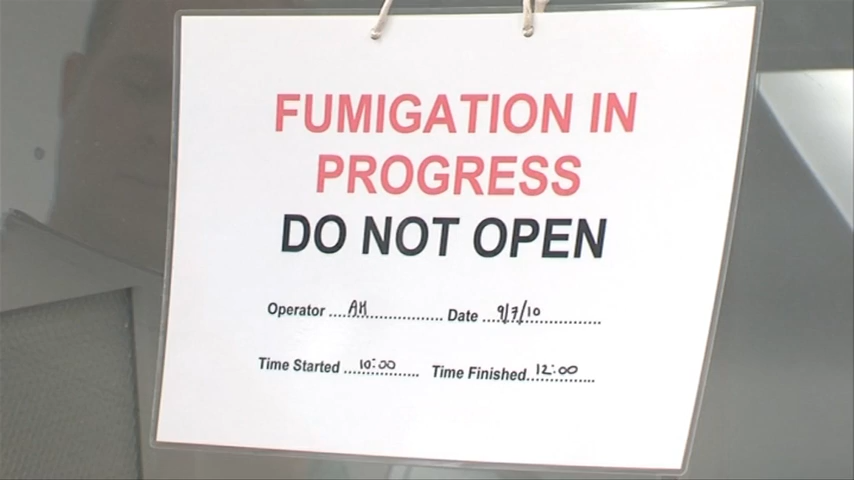 FUMIGATION IN
PROGRESS
DO NOT OPEN
Operator ....AH.................... Date ...9/7/10...............
Time Started ....10:00......... Time Finished...12:00.....